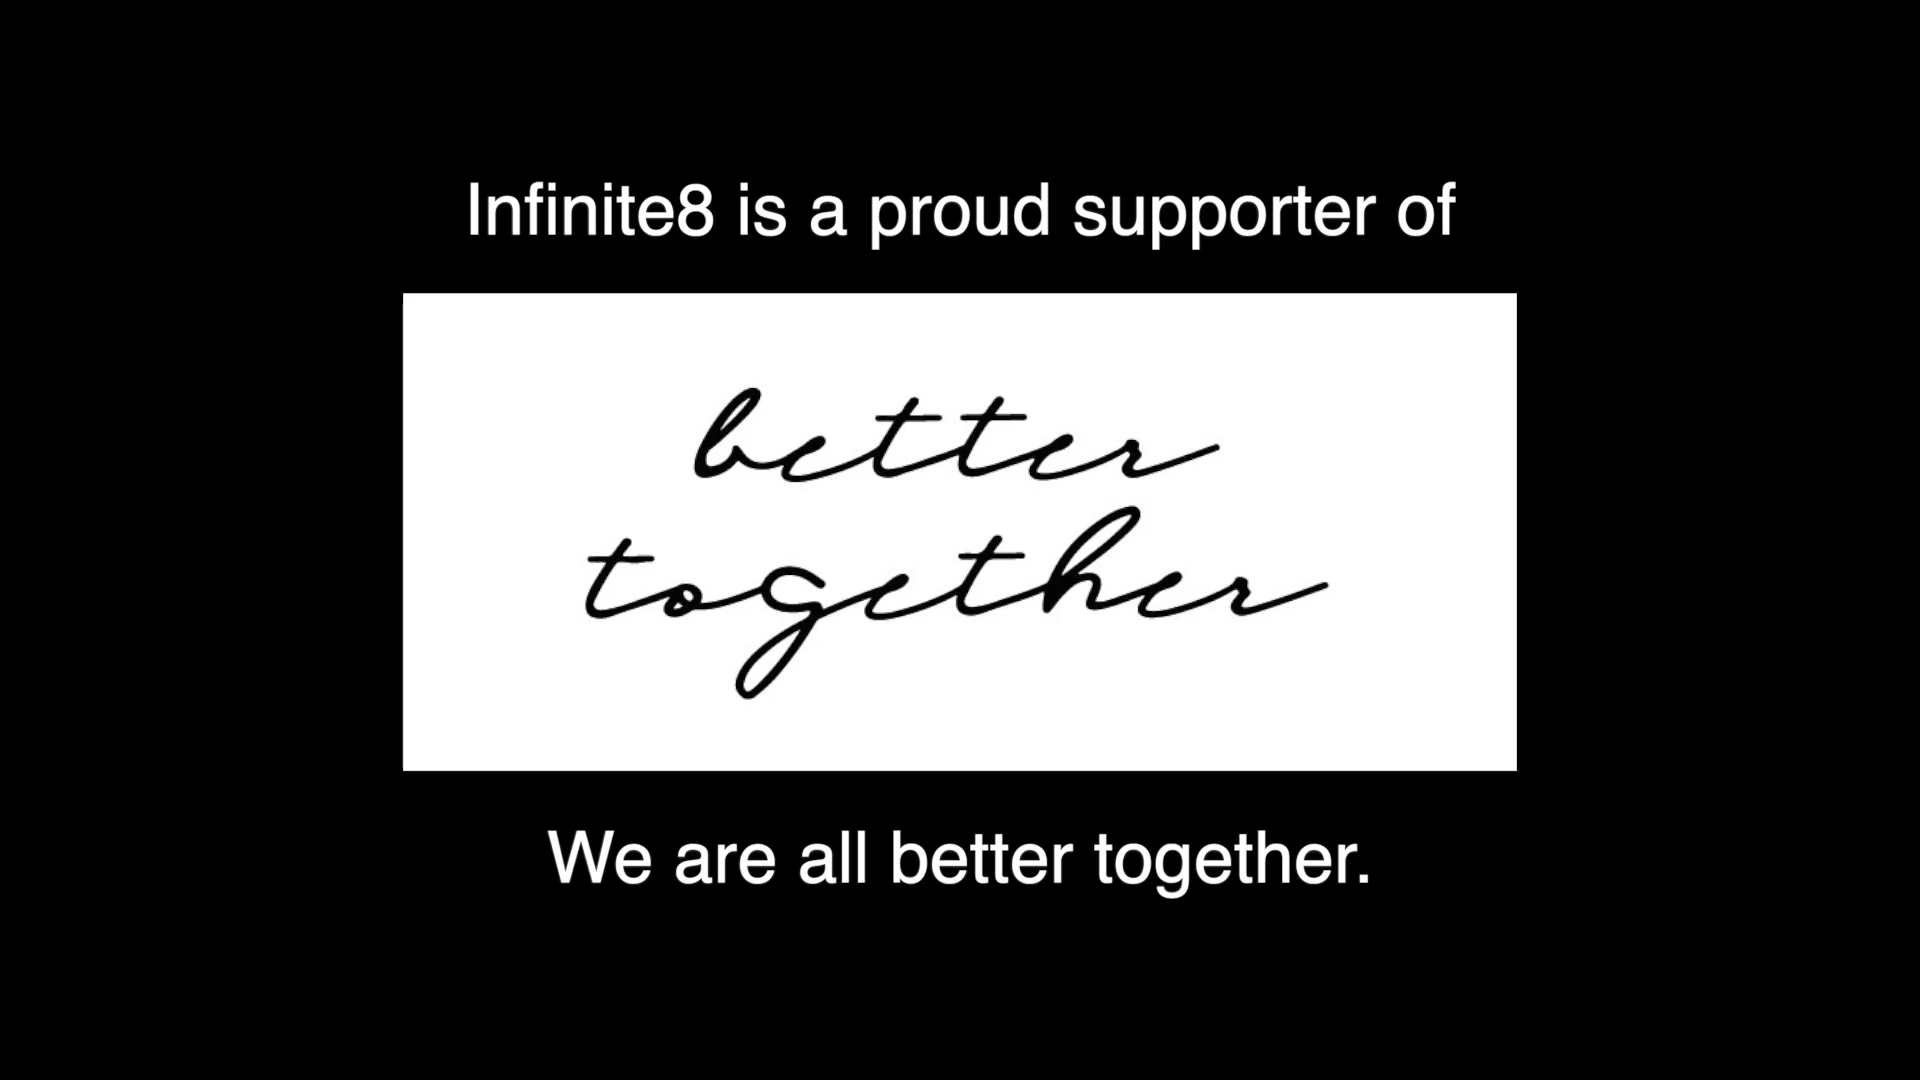 Infinite8 is a proud supporter of
better
together
We are all better together.